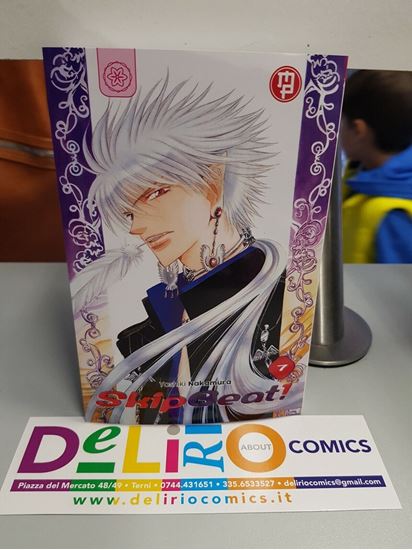 Yoshiki Nakamura
7
Skip Beat!
DeLiRiO
ABOUT
COMICS
Piazza del Mercato 48/49 • Terni • 0744.431651 • 335.6533527 • deliriocomics@gmail.com
www.deliriocomics.it